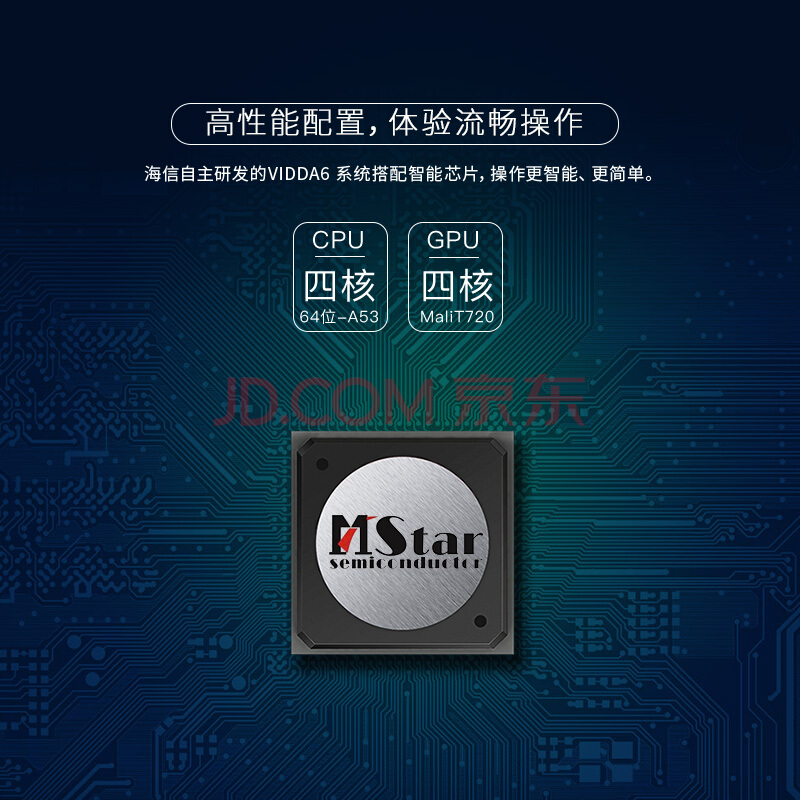 高性能配置，体验流畅操作
海信自主研发的VIDDA6 系统搭配智能芯片，操作更智能、更简单。
CPU
四核
64位-A53
GPU
四核
MaliT720
JD.COM 京东
MStar
semiconductor